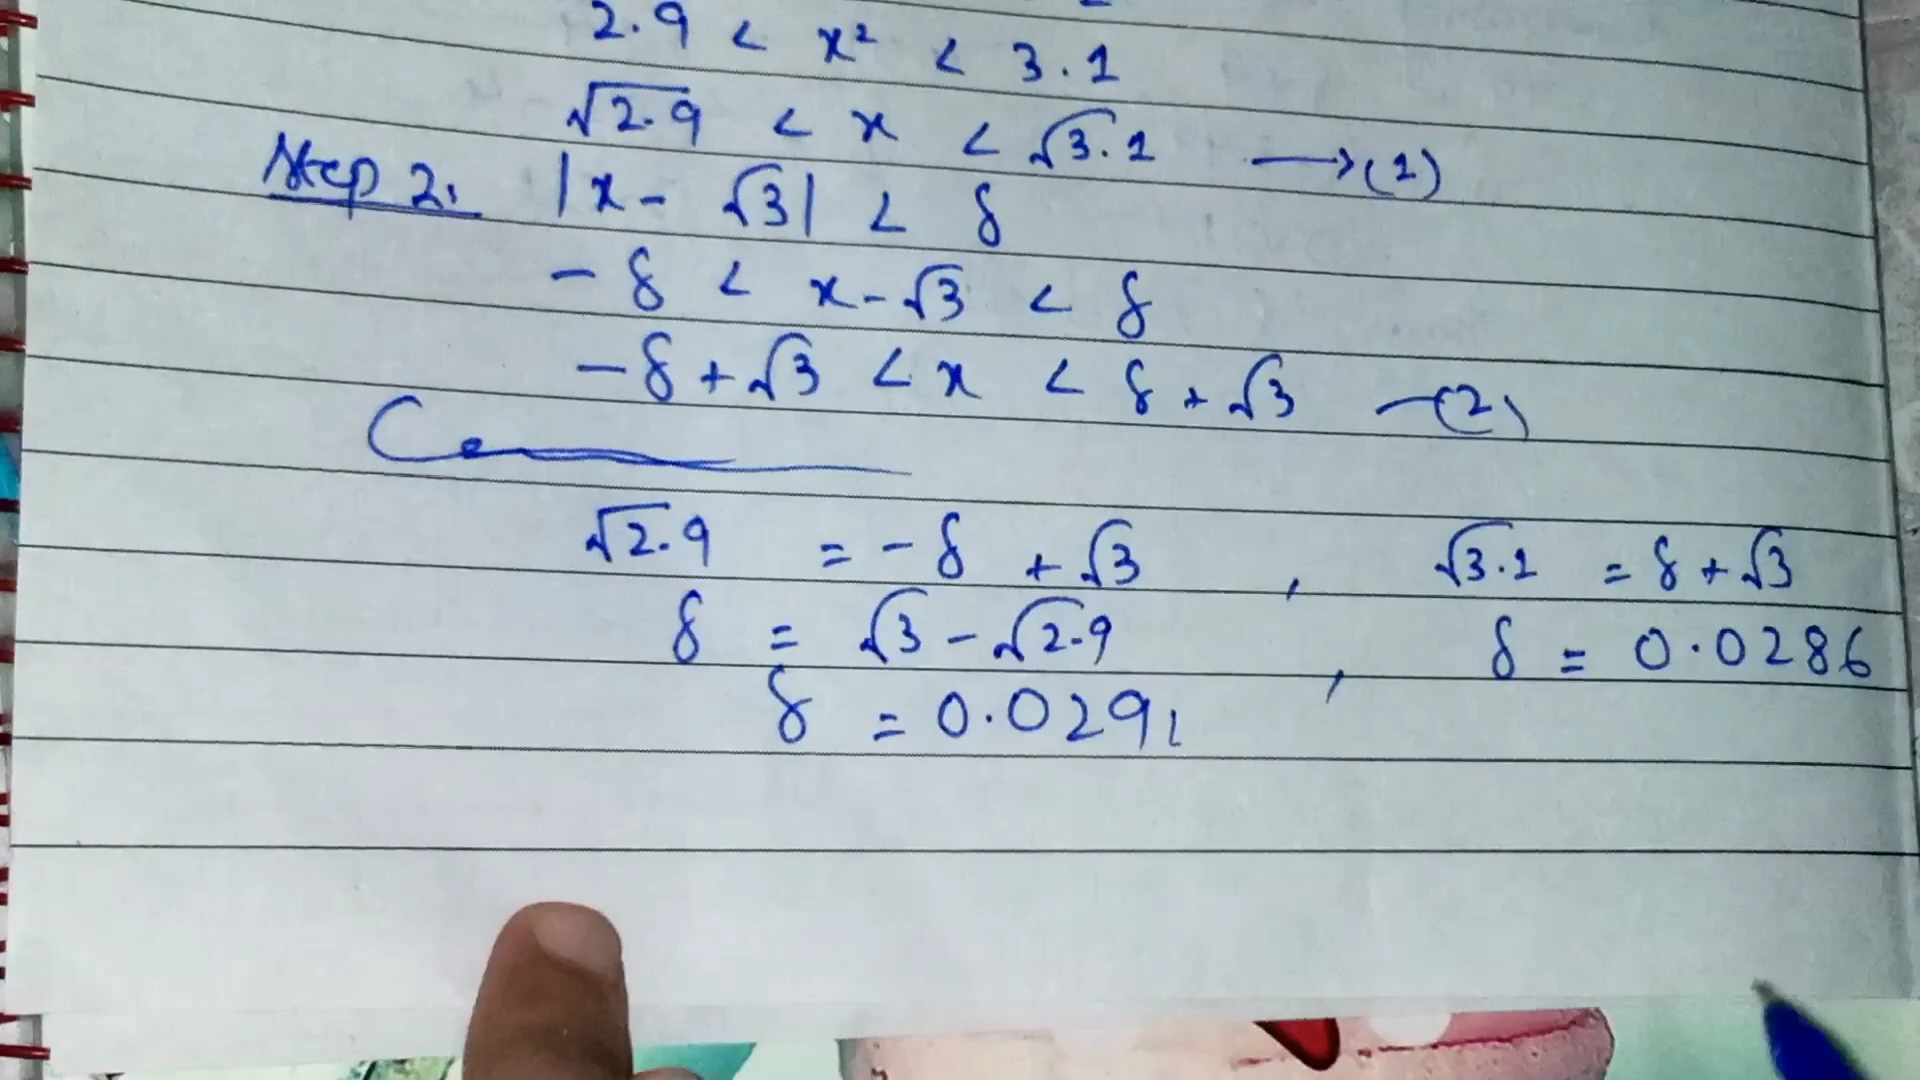 2.9 < x² < 3.1
√2.9 < x < √3.1 → (1)
Step 2. |x - √3| < δ
- δ < x - √3 < δ
- δ + √3 < x < δ + √3 — (2)
√2.9 = - δ + √3 , √3.1 = δ + √3
δ = √3 - √2.9 , δ = 0.0286
δ = 0.0291